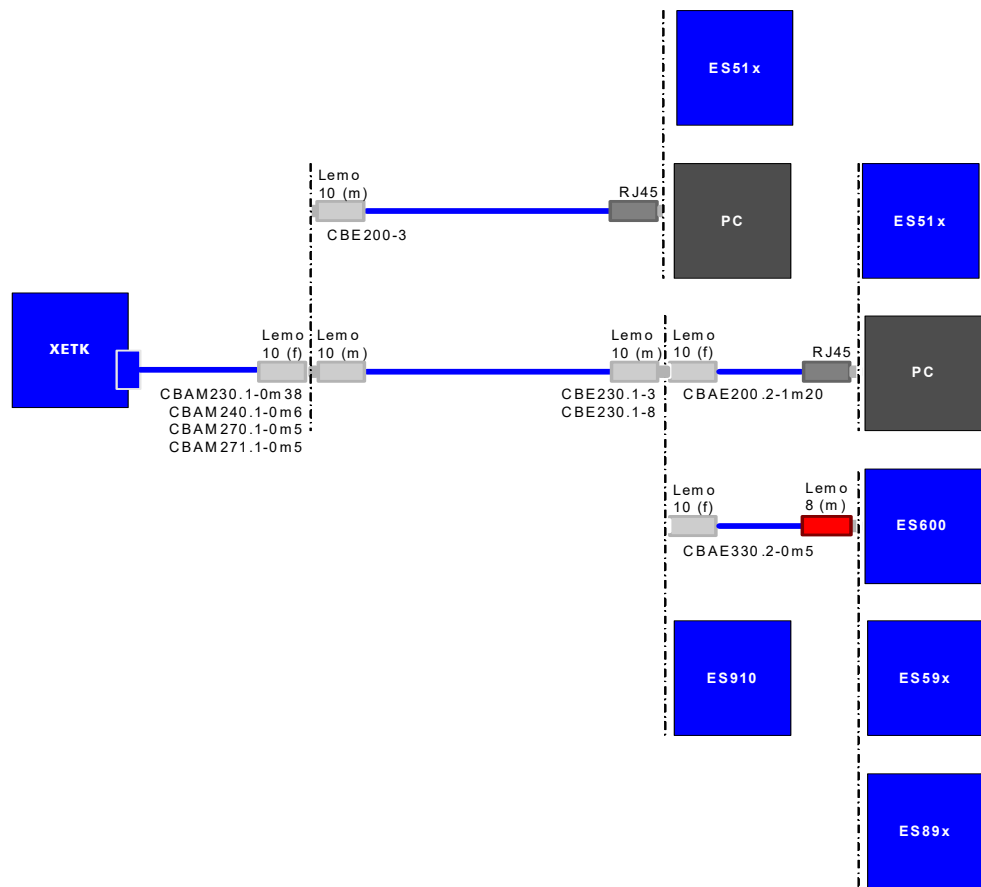 ES51x
Lemo
10 (m)
RJ45
CBE200-3
PC
ES51x
XETK
Lemo
10 (f)
Lemo
10 (m)
Lemo
10 (m)
Lemo
10 (f)
RJ45
PC
CBAM230.1-0m38
CBAM240.1-0m6
CBAM270.1-0m5
CBAM271.1-0m5
CBE230.1-3
CBE230.1-8
CBAE200.2-1m20
Lemo
10 (f)
Lemo
8 (m)
CBAE330.2-0m5
ES600
ES910
ES59x
ES89x